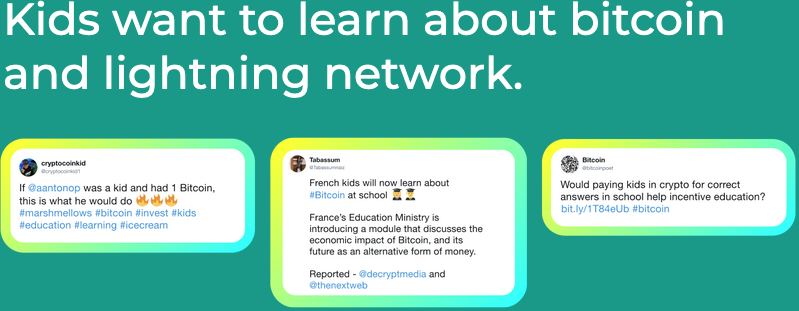 Kids want to learn about bitcoin
and lightning network.
cryptocoinkid
@cryptocoinkid1
If @aantonop was a kid and had 1 Bitcoin,
this is what he would do 🔥🔥🔥
#marshmellows #bitcoin #invest #kids
#education #learning #icecream
Tabassum
@Tabassumnaz
French kids will now learn about
#Bitcoin at school 👩‍🎓👨‍🎓
France's Education Ministry is
introducing a module that discusses the
economic impact of Bitcoin, and its
future as an alternative form of money.
Reported - @decryptmedia and
@thenextweb
Bitcoin
@bitcoinpoet
Would paying kids in crypto for correct
answers in school help incentive education?
bit.ly/1T84eUb #bitcoin